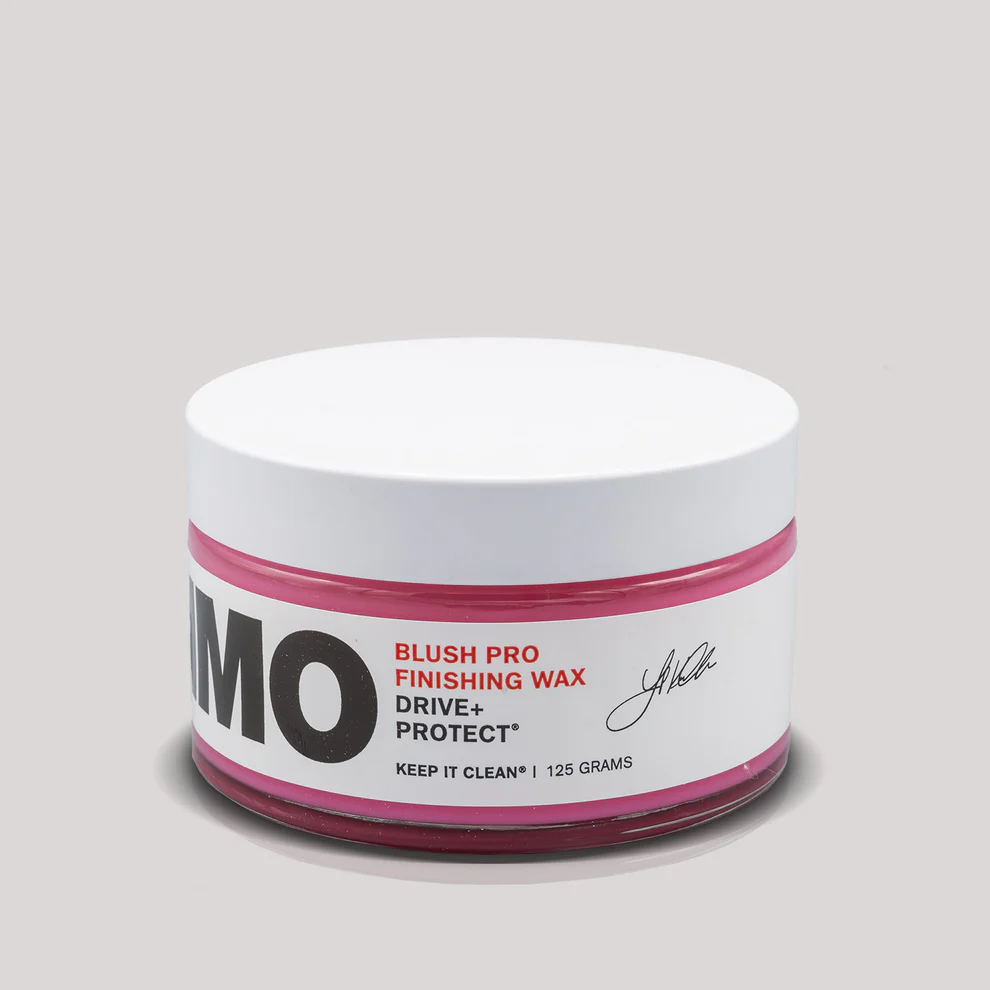 MO
BLUSH PRO
FINISHING WAX
DRIVE+
PROTECT®
KEEP IT CLEAN® | 125 GRAMS